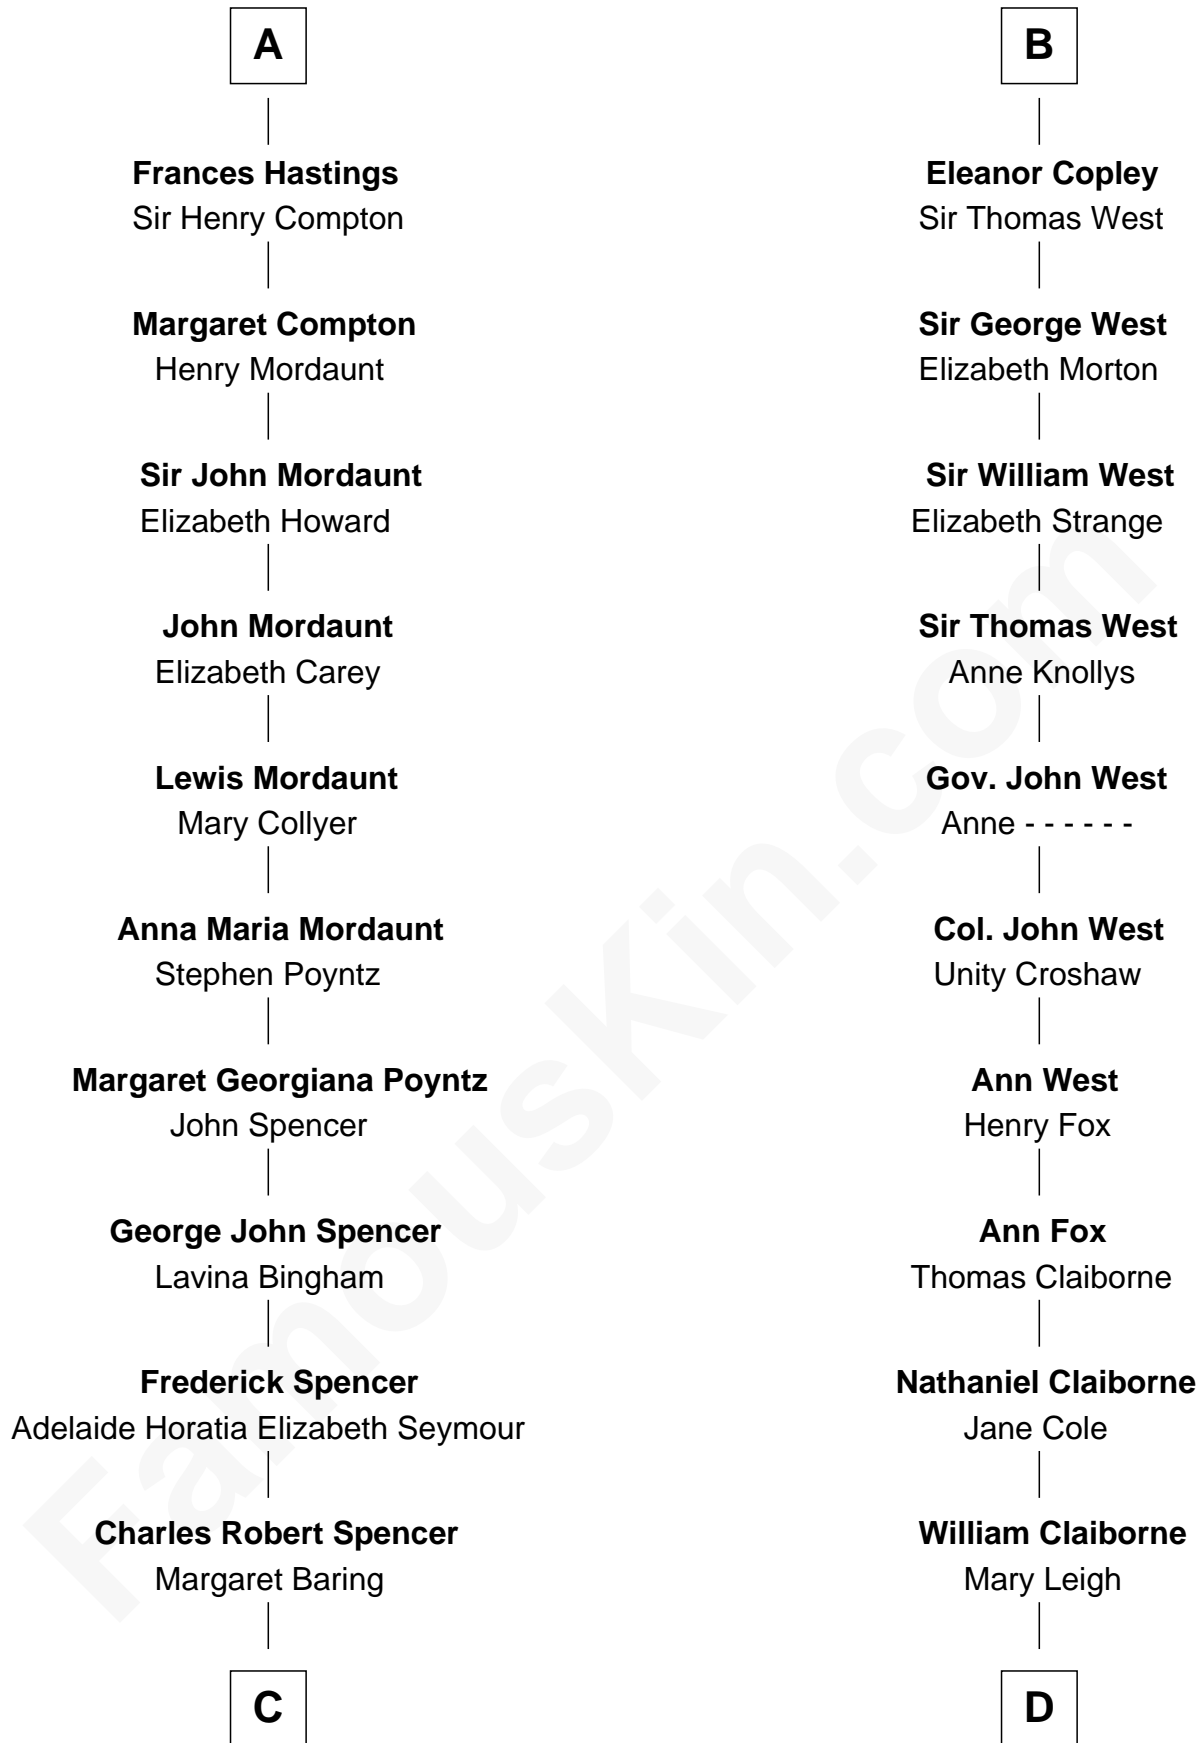 A
Frances Hastings
Sir Henry Compton
Margaret Compton
Henry Mordaunt
Sir John Mordaunt
Elizabeth Howard
John Mordaunt
Elizabeth Carey
Lewis Mordaunt
Mary Collyer
Anna Maria Mordaunt
Stephen Poyntz
Margaret Georgiana Poyntz
John Spencer
George John Spencer
Lavina Bingham
Frederick Spencer
Adelaide Horatia Elizabeth Seymour
Charles Robert Spencer
Margaret Baring
C
B
Eleanor Copley
Sir Thomas West
Sir George West
Elizabeth Morton
Sir William West
Elizabeth Strange
Sir Thomas West
Anne Knollys
Gov. John West
Anne - - - - - -
Col. John West
Unity Croshaw
Ann West
Henry Fox
Ann Fox
Thomas Claiborne
Nathaniel Claiborne
Jane Cole
William Claiborne
Mary Leigh
D
FamousKin.com